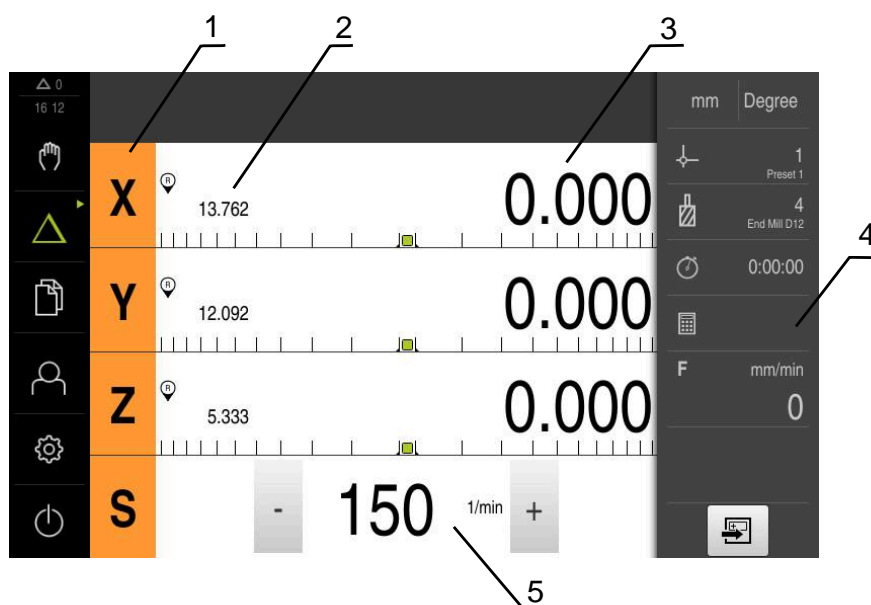 1 2 3
0
16 12
mm Degree
X R 13.762 0.000
1
Preset 1
4
End Mill D12
4
Y R 12.092 0.000
0:00:00
Z R 5.333 0.000
F mm/min
0
S - 150 1/min +
5